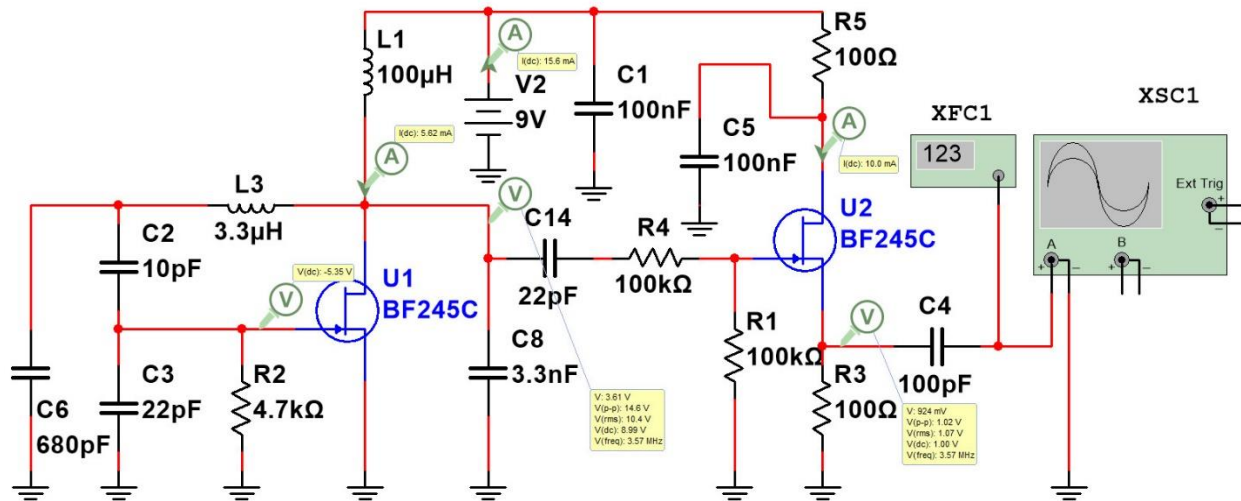 L1
100µH
A
I(dc): 15.6 mA
V2
9V
C1
100nF
R5
100Ω
C5
100nF
A
I(dc): 10.0 mA
XFC1
123
XSC1
Ext Trig
+
–
A
B
+
–
+
–
I(dc): 5.62 mA
A
L3
3.3µH
V
C14
22pF
R4
100kΩ
U2
BF245C
C2
10pF
V(dc): -5.35 V
V
U1
BF245C
C6
680pF
C3
22pF
R2
4.7kΩ
C8
3.3nF
V: 3.61 V
V(p-p): 14.6 V
V(rms): 10.4 V
V(dc): 8.99 V
V(freq): 3.57 MHz
R1
100kΩ
V
C4
100pF
R3
100Ω
V: 924 mV
V(p-p): 1.02 V
V(rms): 1.07 V
V(dc): 1.00 V
V(freq): 3.57 MHz